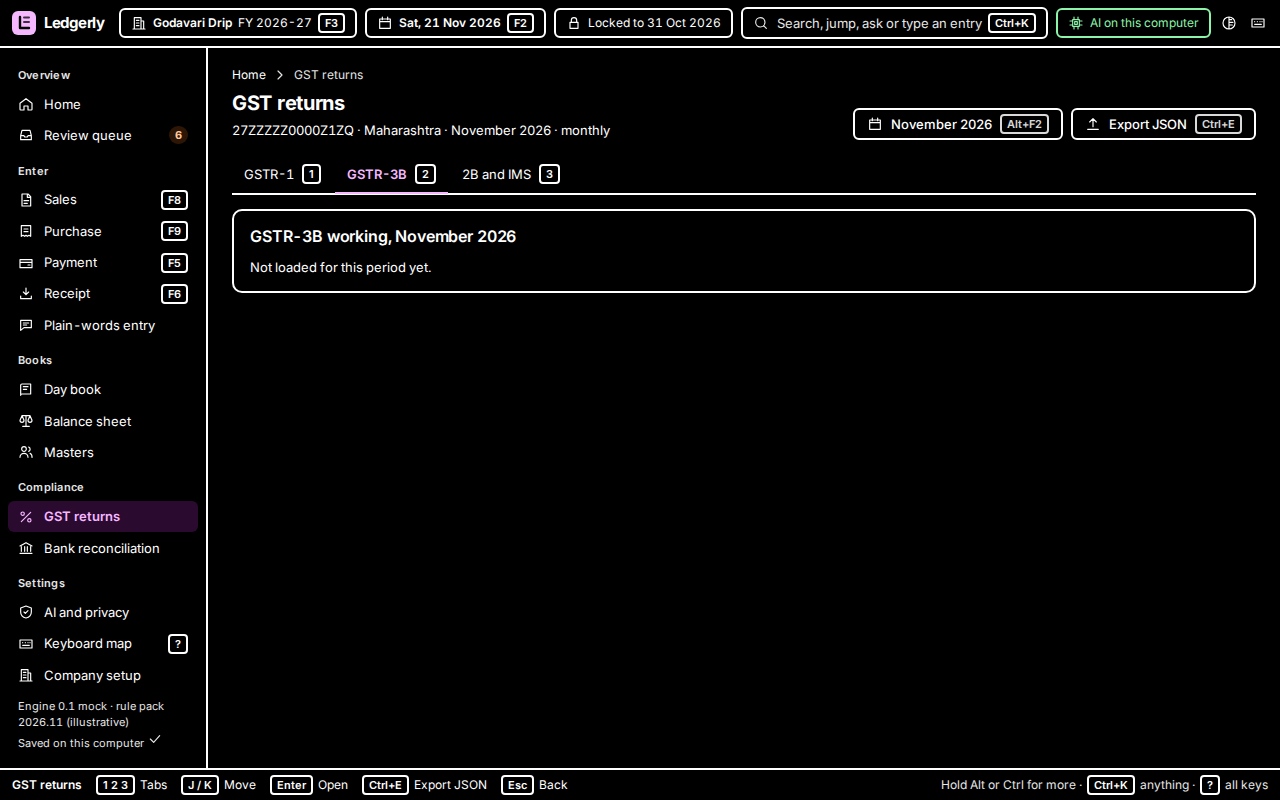 Ledgerly
Godavari Drip FY 2026-27 F3
Sat, 21 Nov 2026 F2
Locked to 31 Oct 2026
Search, jump, ask or type an entry Ctrl+K
AI on this computer
Overview
Home
Review queue 6
Enter
Sales F8
Purchase F9
Payment F5
Receipt F6
Plain-words entry
Books
Day book
Balance sheet
Masters
Compliance
GST returns
Bank reconciliation
Settings
AI and privacy
Keyboard map ?
Company setup
Engine 0.1 mock · rule pack
2026.11 (illustrative)
Saved on this computer
Home GST returns
GST returns
27ZZZZZ0000Z1ZQ · Maharashtra · November 2026 · monthly
November 2026 Alt+F2
Export JSON Ctrl+E
GSTR-1 1
GSTR-3B 2
2B and IMS 3
GSTR-3B working, November 2026
Not loaded for this period yet.
GST returns 1 2 3 Tabs J / K Move Enter Open Ctrl+E Export JSON Esc Back
Hold Alt or Ctrl for more · Ctrl+K anything · ? all keys